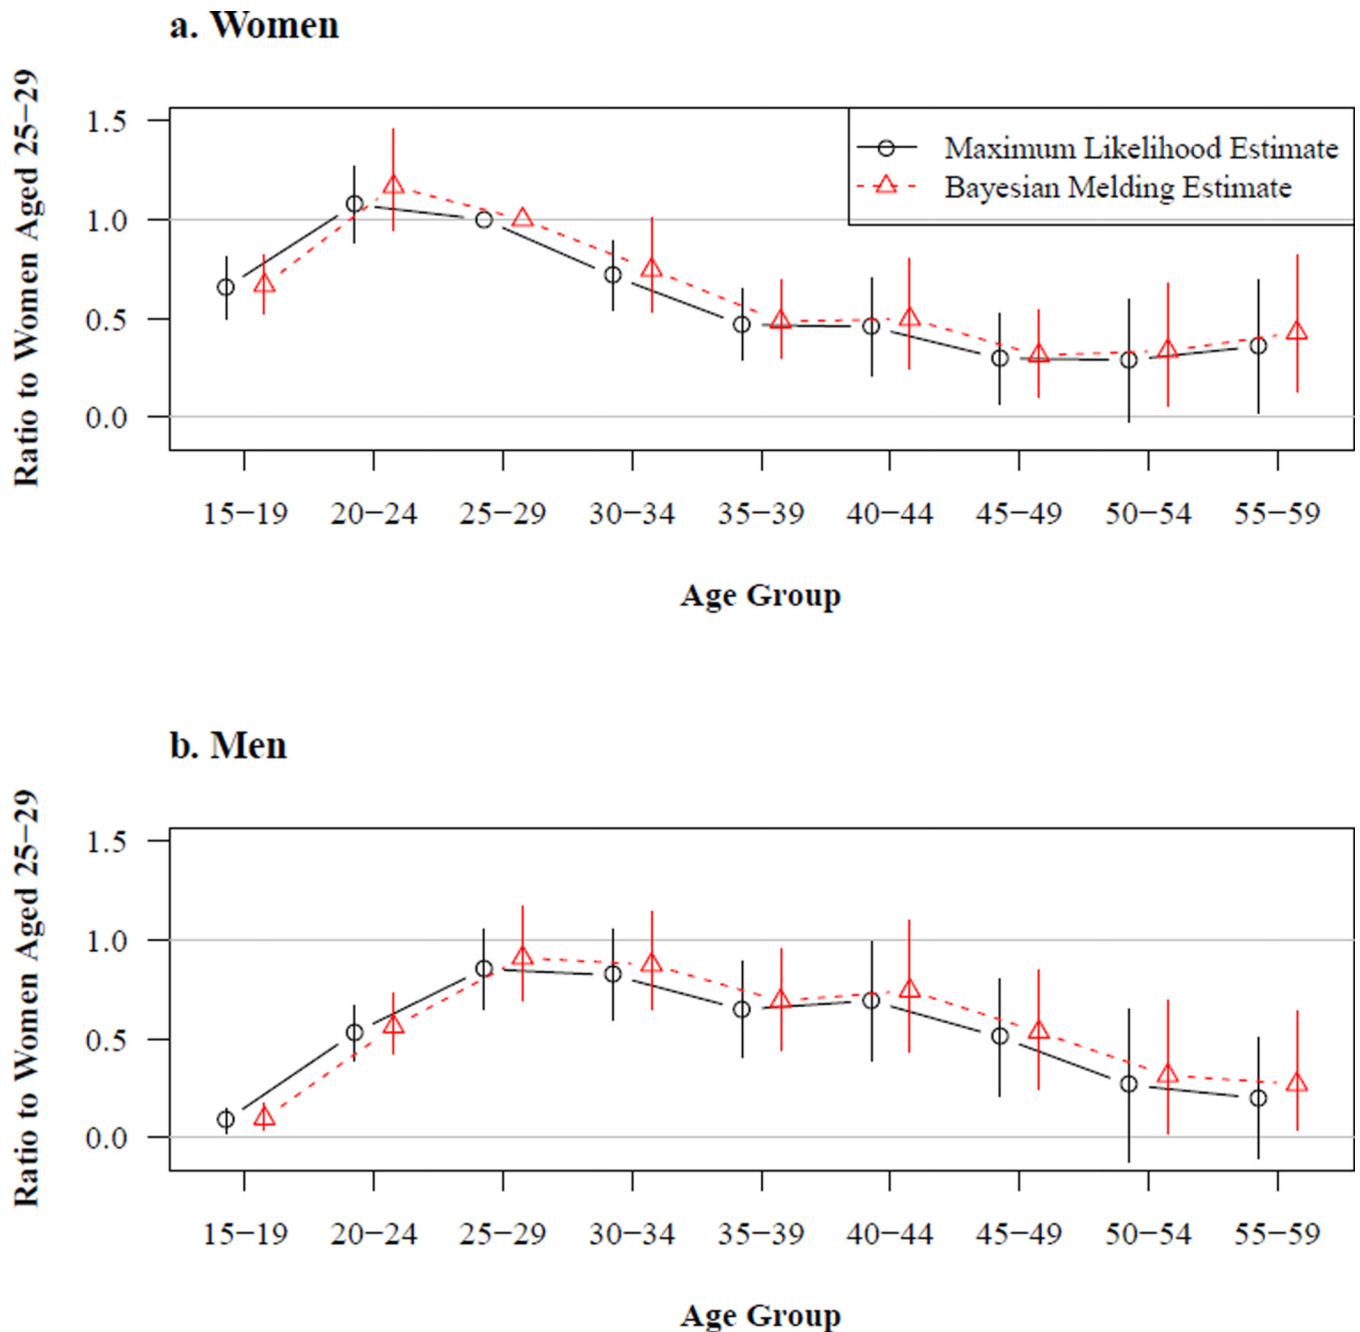 a. Women
Ratio to Women Aged 25−29
1.5
1.0
0.5
0.0
Maximum Likelihood Estimate
Bayesian Melding Estimate
15−19 20−24 25−29 30−34 35−39 40−44 45−49 50−54 55−59
Age Group
b. Men
Ratio to Women Aged 25−29
1.5
1.0
0.5
0.0
15−19 20−24 25−29 30−34 35−39 40−44 45−49 50−54 55−59
Age Group